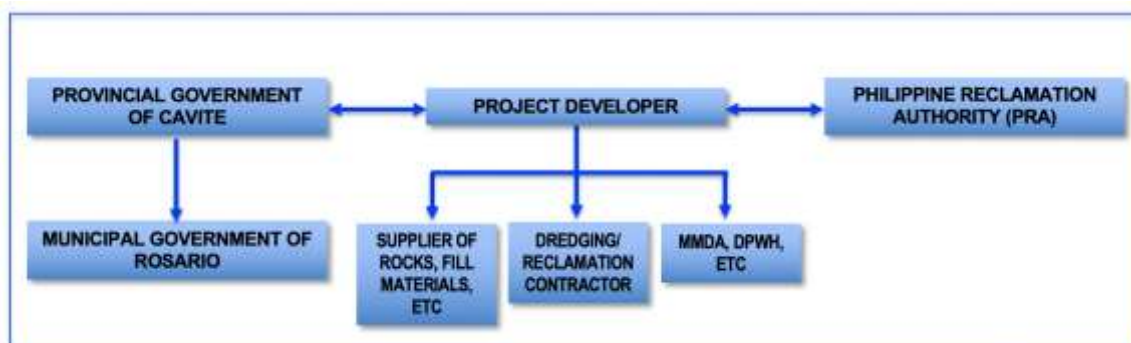 PROVINCIAL GOVERNMENT
OF CAVITE
PROJECT DEVELOPER
PHILIPPINE RECLAMATION
AUTHORITY (PRA)
MUNICIPAL GOVERNMENT OF
ROSARIO
SUPPLIER OF
ROCKS, FILL
MATERIALS,
ETC
DREDGING/
RECLAMATION
CONTRACTOR
MMDA, DPWH,
ETC